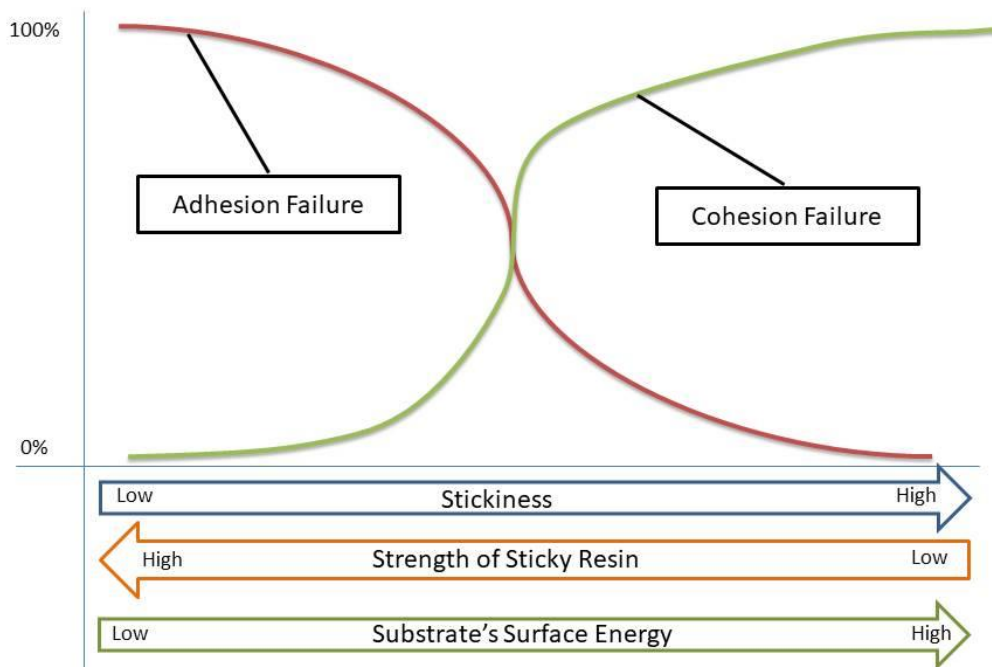 100%
Adhesion Failure
Cohesion Failure
0%
Low Stickiness High
High Strength of Sticky Resin Low
Low Substrate's Surface Energy High